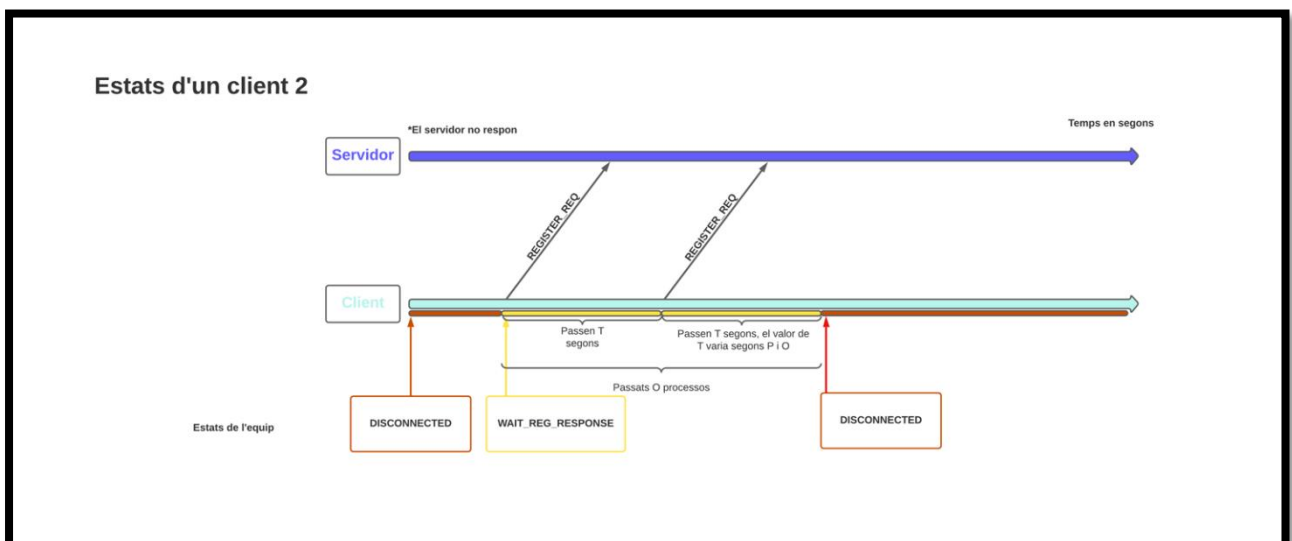 Estats d'un client 2
*El servidor no respon
Temps en segons
Servidor
REGISTER_REQ
REGISTER_REQ
Client
Passen T
segons
Passen T segons, el valor de
T varia segons P i O
Passats O processos
Estats de l'equip
DISCONNECTED
WAIT_REG_RESPONSE
DISCONNECTED